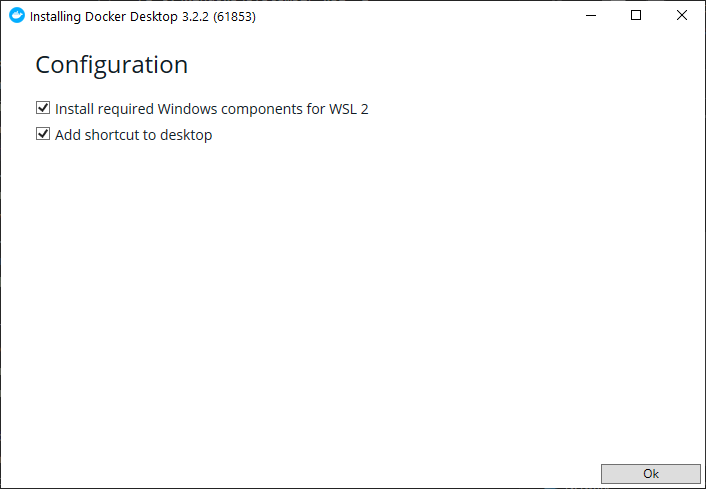 Installing Docker Desktop 3.2.2 (61853)
Configuration
Install required Windows components for WSL 2
Add shortcut to desktop
Ok